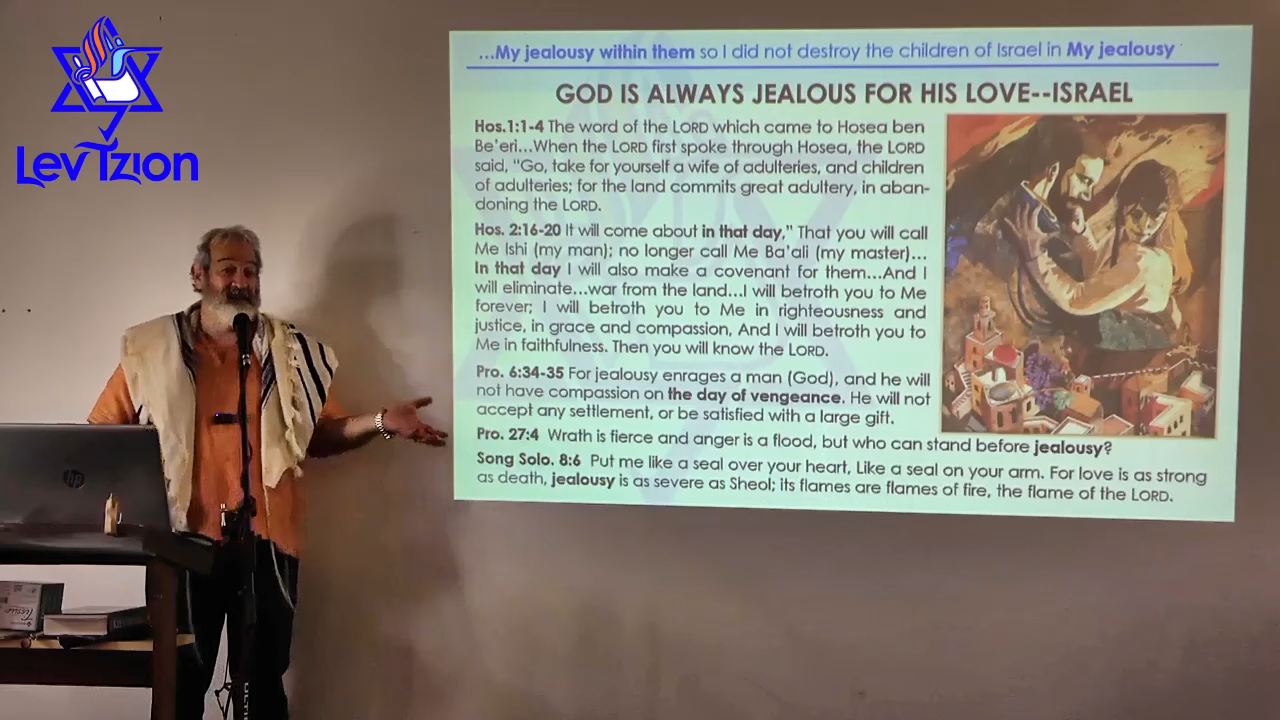 Lev Tzion
...My jealousy within them so I did not destroy the children of Israel in My jealousy
GOD IS ALWAYS JEALOUS FOR HIS LOVE--ISRAEL
Hos.1:1-4 The word of the LORD which came to Hosea ben
Be'eri...When the LORD first spoke through Hosea, the LORD
said, "Go, take for yourself a wife of adulteries, and children
of adulteries; for the land commits great adultery, in aban-
doning the LORD.
Hos. 2:16-20 It will come about in that day," That you will call
Me Ishi (my man); no longer call Me Ba'ali (my master)...
In that day I will also make a covenant for them...And I
will eliminate...war from the land...I will betroth you to Me
forever; I will betroth you to Me in righteousness and
justice, in grace and compassion, And I will betroth you to
Me in faithfulness. Then you will know the LORD.
Pro. 6:34-35 For jealousy enrages a man (God), and he will
not have compassion on the day of vengeance. He will not
accept any settlement, or be satisfied with a large gift.
Pro. 27:4 Wrath is fierce and anger is a flood, but who can stand before jealousy?
Song Solo. 8:6 Put me like a seal over your heart, Like a seal on your arm. For love is as strong
as death, jealousy is as severe as Sheol; its flames are flames of fire, the flame of the LORD.
hp
Tissue